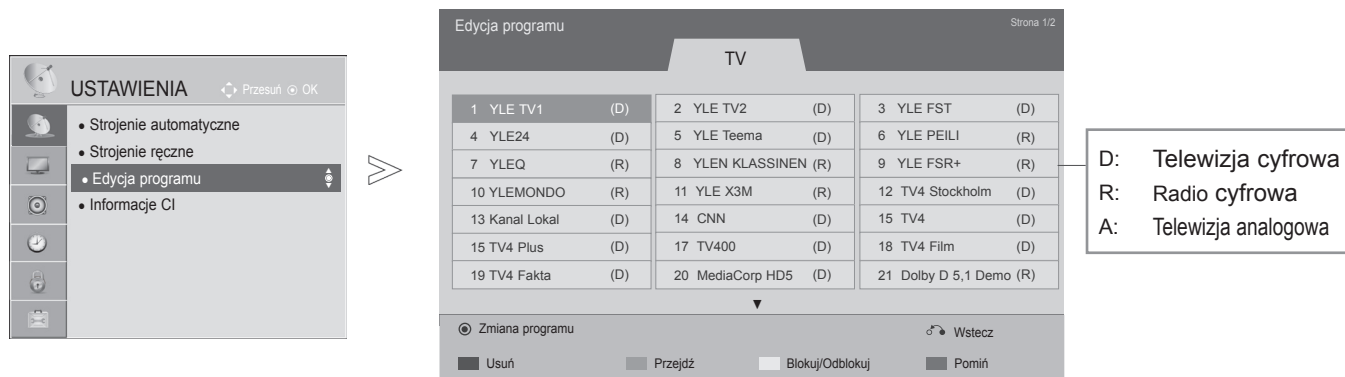 USTAWIENIA Przesuń OK
• Strojenie automatyczne
• Strojenie ręczne
• Edycja programu
• Informacje CI
Edycja programu Strona 1/2
TV
1 YLE TV1 (D) 2 YLE TV2 (D) 3 YLE FST (D)
4 YLE24 (D) 5 YLE Teema (D) 6 YLE PEILI (R)
7 YLEQ (R) 8 YLEN KLASSINEN (R) 9 YLE FSR+ (R)
10 YLEMONDO (R) 11 YLE X3M (R) 12 TV4 Stockholm (D)
13 Kanal Lokal (D) 14 CNN (D) 15 TV4 (D)
15 TV4 Plus (D) 17 TV400 (D) 18 TV4 Film (D)
19 TV4 Fakta (D) 20 MediaCorp HD5 (D) 21 Dolby D 5,1 Demo (R)
Zmiana programu Wstecz
Usuń Przejdź Blokuj/Odblokuj Pomiń
D: Telewizja cyfrowa
R: Radio cyfrowa
A: Telewizja analogowa